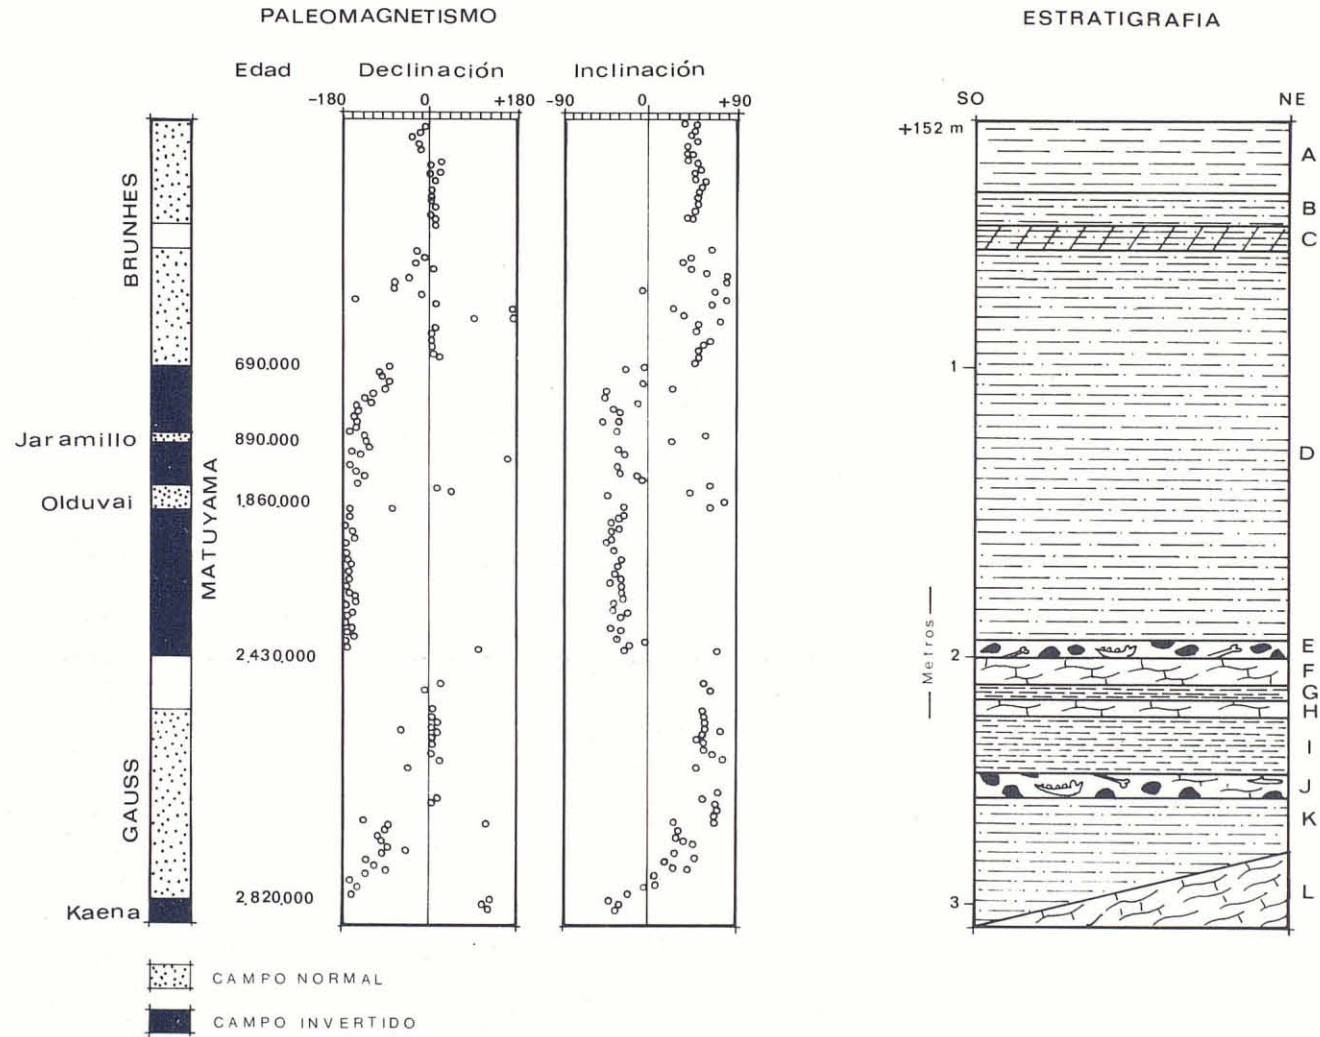 PALEOMAGNETISMO
ESTRATIGRAFIA
Edad
Declinación
Inclinación
-180 0 +180
-90 0 +90
SO
NE
+152 m
BRUNHES
690.000
Jaramillo
890.000
Olduvai
1,860,000
MATUYAMA
2,430,000
GAUSS
2,820,000
Kaena
CAMPO NORMAL
CAMPO INVERTIDO
1
2
3
Metros
A
B
C
D
E
F
G
H
I
J
K
L